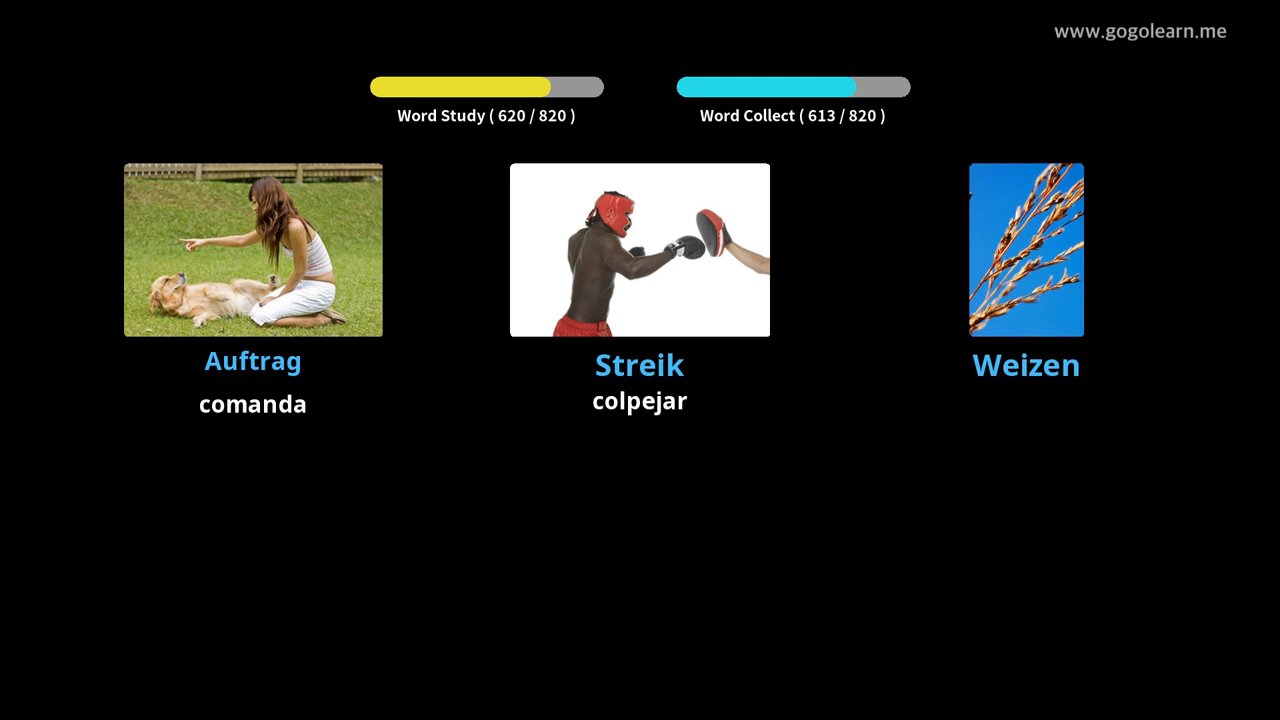 www.gogolearn.me
Word Study ( 620 / 820 )
Word Collect ( 613 / 820 )
Auftrag
comanda
Streik
colpejar
Weizen